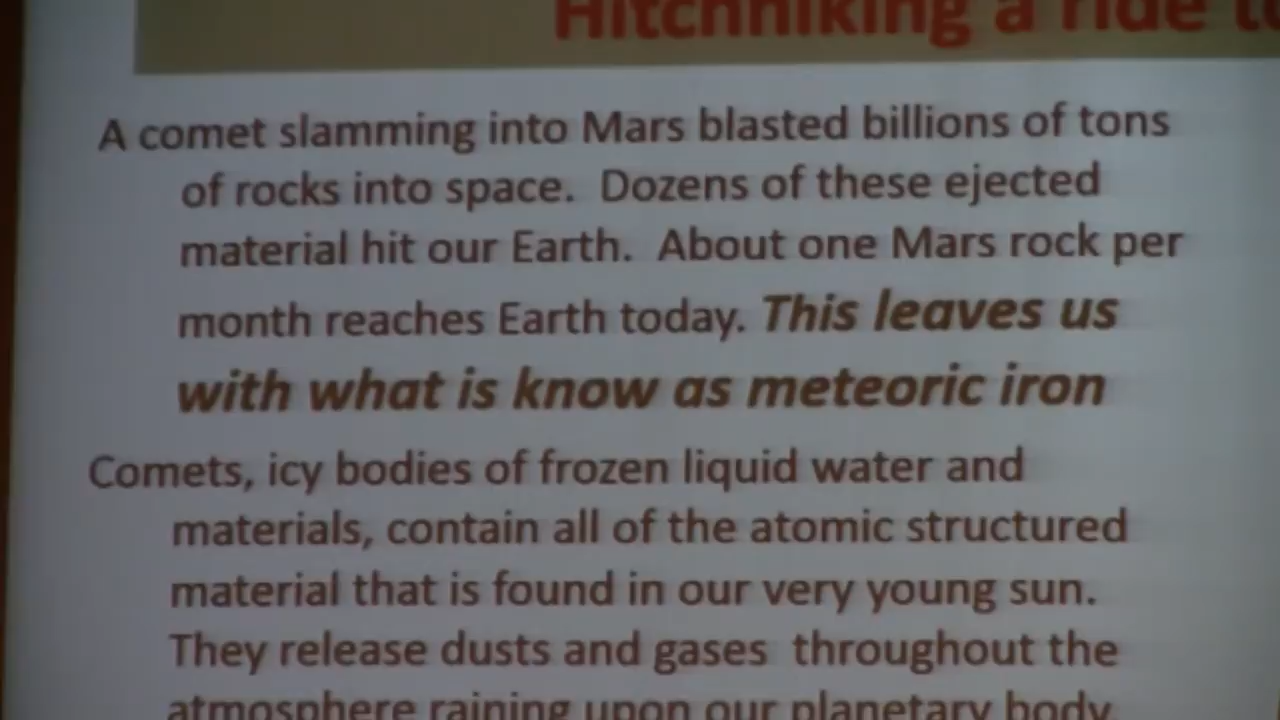 Hitchhiking a ride to
A comet slamming into Mars blasted billions of tons
of rocks into space. Dozens of these ejected
material hit our Earth. About one Mars rock per
month reaches Earth today. This leaves us
with what is know as meteoric iron
Comets, icy bodies of frozen liquid water and
materials, contain all of the atomic structured
material that is found in our very young sun.
They release dusts and gases throughout the
atmosphere raining upon our planetary body